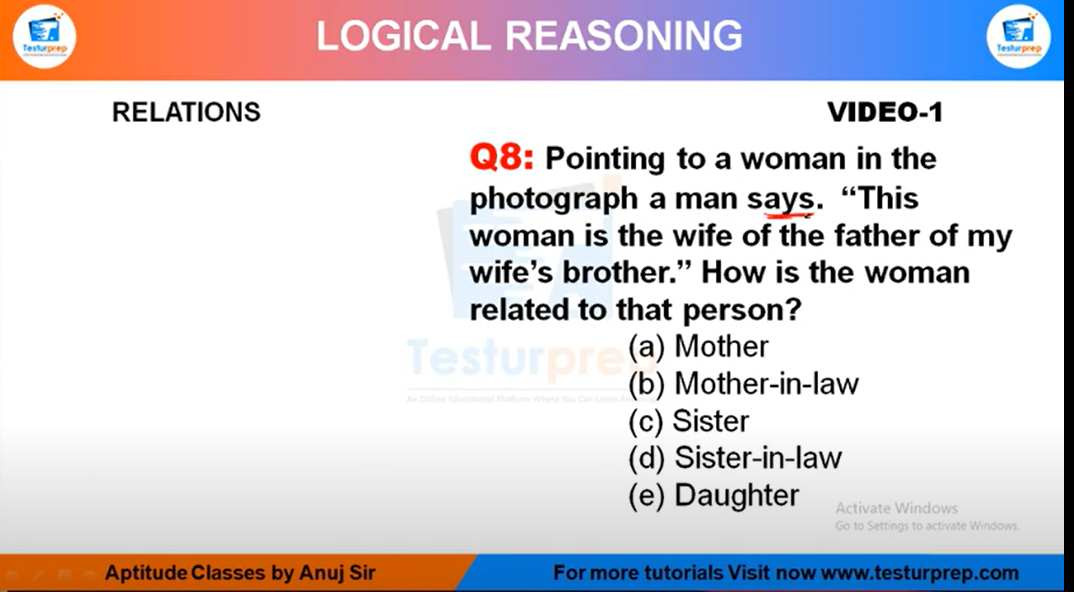 Testurprep
LOGICAL REASONING
Testurprep
RELATIONS
VIDEO-1
Q8: Pointing to a woman in the
photograph a man says. “This
woman is the wife of the father of my
wife’s brother.” How is the woman
related to that person?
(a) Mother
(b) Mother-in-law
(c) Sister
(d) Sister-in-law
(e) Daughter
Testurprep
An Online Educational Platform Where You Can Learn
Activate Windows
Go to Settings to activate Windows.
Aptitude Classes by Anuj Sir
For more tutorials Visit now www.testurprep.com